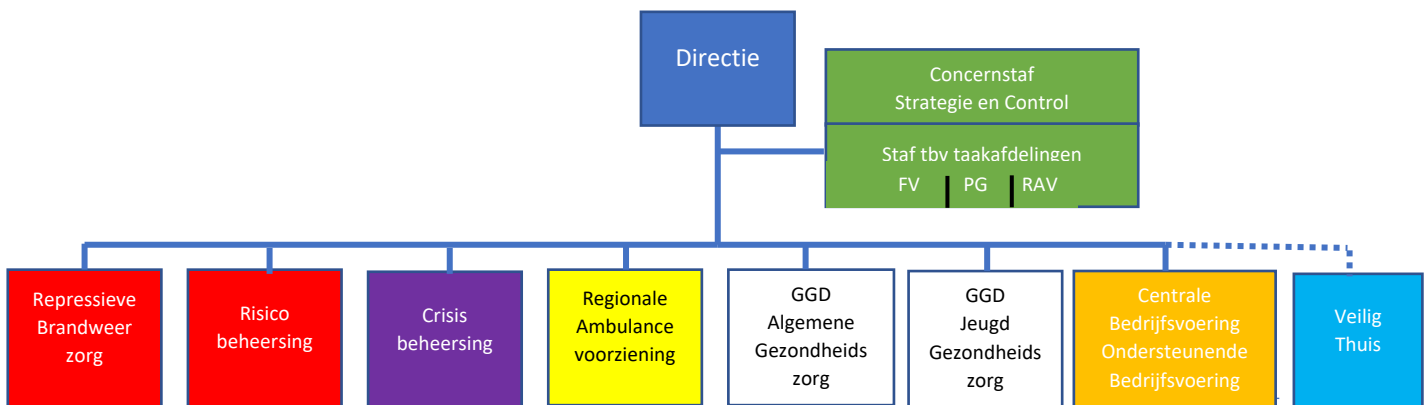 Directie
Concernstaf
Strategie en Control
Staf tbv taakafdelingen
FV PG RAV
Repressieve
Brandweer
zorg
Risico
beheersing
Crisis
beheersing
Regionale
Ambulance
voorziening
GGD
Algemene
Gezondheids
zorg
GGD
Jeugd
Gezondheids
zorg
Centrale
Bedrijfsvoering
Ondersteunende
Bedrijfsvoering
Veilig
Thuis